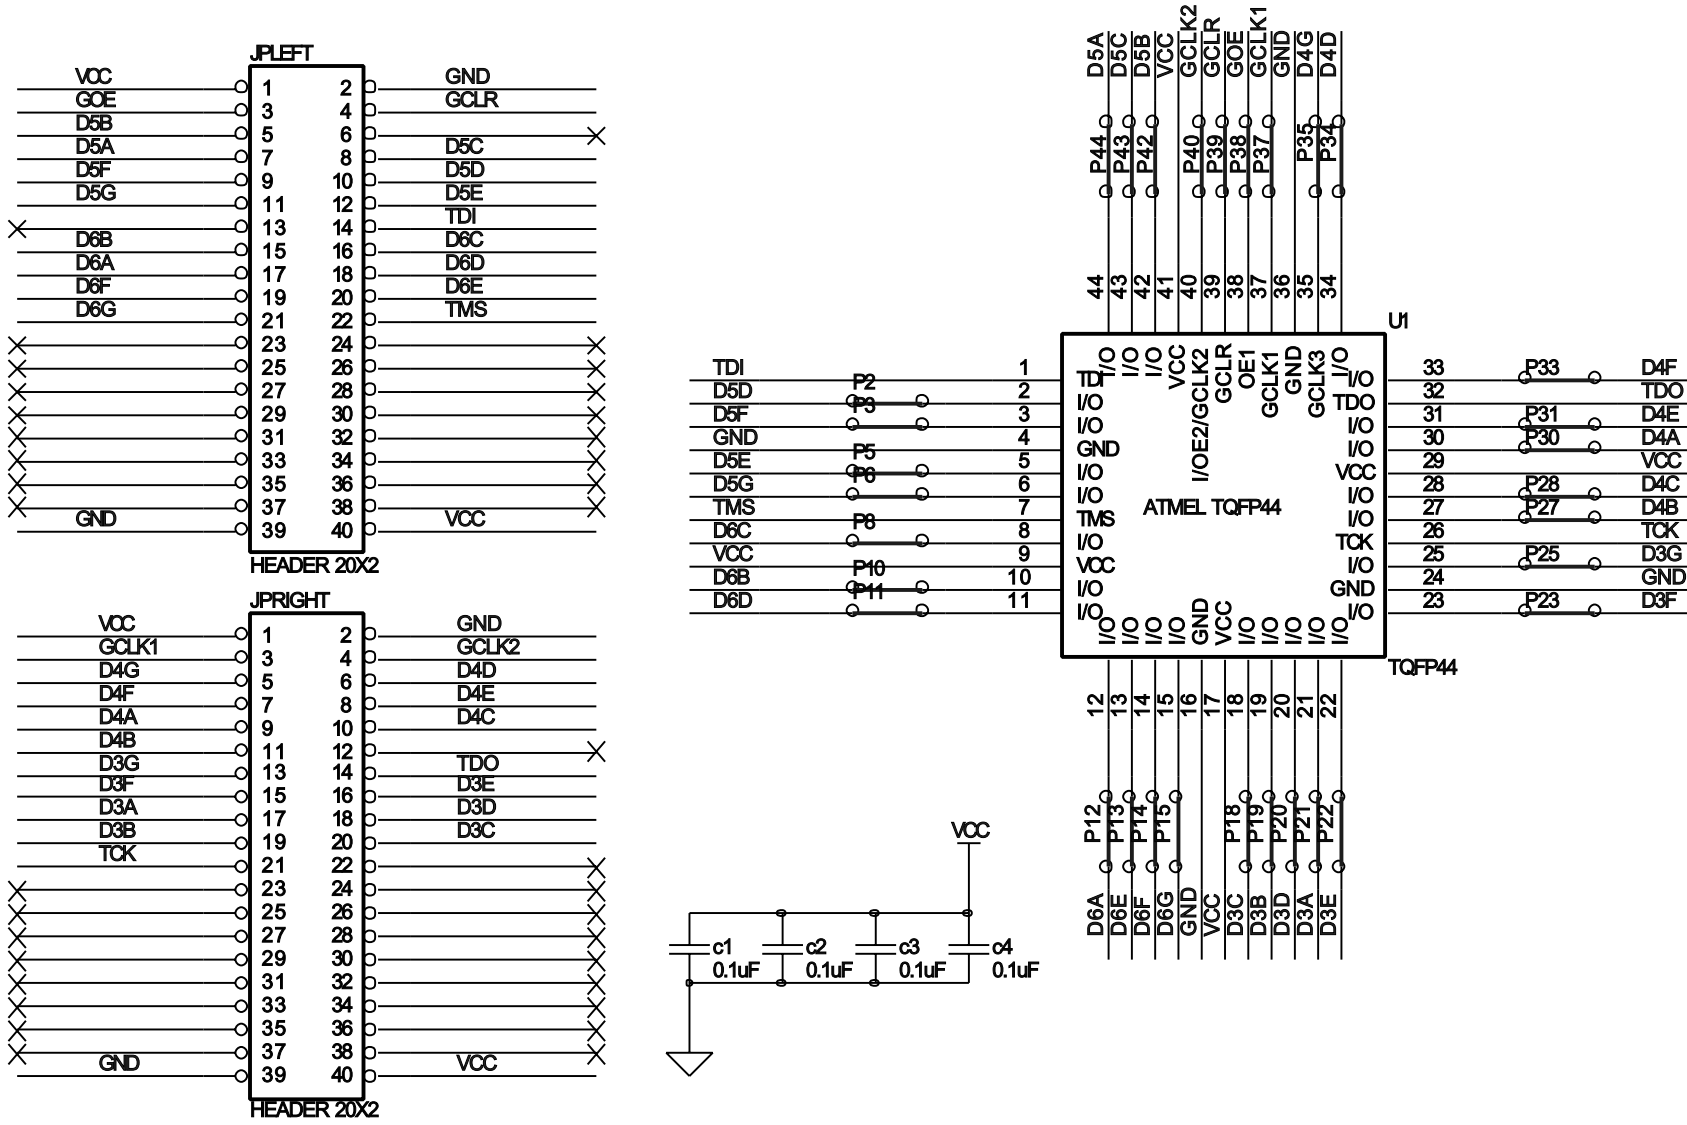 JPLEFT
VCC 1 2 GND
GOE 3 4 GCLR
D5B 5 6
D5A 7 8 D5C
D5F 9 10 D5D
D5G 11 12 D5E
13 14 TDI
D6B 15 16 D6C
D6A 17 18 D6D
D6F 19 20 D6E
D6G 21 22 TMS
23 24
25 26
27 28
29 30
31 32
33 34
35 36
37 38
GND 39 40 VCC
HEADER 20X2
JPRIGHT
VCC 1 2 GND
GCLK1 3 4 GCLK2
D4G 5 6 D4D
D4F 7 8 D4E
D4A 9 10 D4C
D4B 11 12
D3G 13 14 TDO
D3F 15 16 D3E
D3A 17 18 D3D
D3B 19 20 D3C
TCK 21 22
23 24
25 26
27 28
29 30
31 32
33 34
35 36
37 38
GND 39 40 VCC
HEADER 20X2
D5A P44 44 I/O
D5C P43 43 I/O
D5B P42 42 I/O
VCC 41 VCC
GCLK2 P40 40 I/OE2/GCLK2
GCLR P39 39 GCLR
GOE P38 38 OE1
GCLK1 P37 37 GCLK1
GND 36 GND
D4G P35 35 GCLK3
D4D P34 34 I/O
U1
TDI 1 TDI
D5D P2 2 I/O
D5F P3 3 I/O
GND 4 GND
D5E P5 5 I/O
D5G P6 6 I/O
TMS 7 TMS
D6C P8 8 I/O
VCC 9 VCC
D6B P10 10 I/O
D6D P11 11 I/O
ATMEL TQFP44
I/O 33 P33 D4F
TDO 32 TDO
I/O 31 P31 D4E
I/O 30 P30 D4A
VCC 29 VCC
I/O 28 P28 D4C
I/O 27 P27 D4B
TCK 26 TCK
I/O 25 P25 D3G
GND 24 GND
I/O 23 P23 D3F
TQFP44
I/O 12 P12 D6A
I/O 13 P13 D6E
I/O 14 P14 D6F
I/O 15 P15 D6G
GND 16 GND
VCC 17 VCC
I/O 18 P18 D3C
I/O 19 P19 D3B
I/O 20 P20 D3D
I/O 21 P21 D3A
I/O 22 P22 D3E
VCC
c1 c2 c3 c4
0.1uF 0.1uF 0.1uF 0.1uF